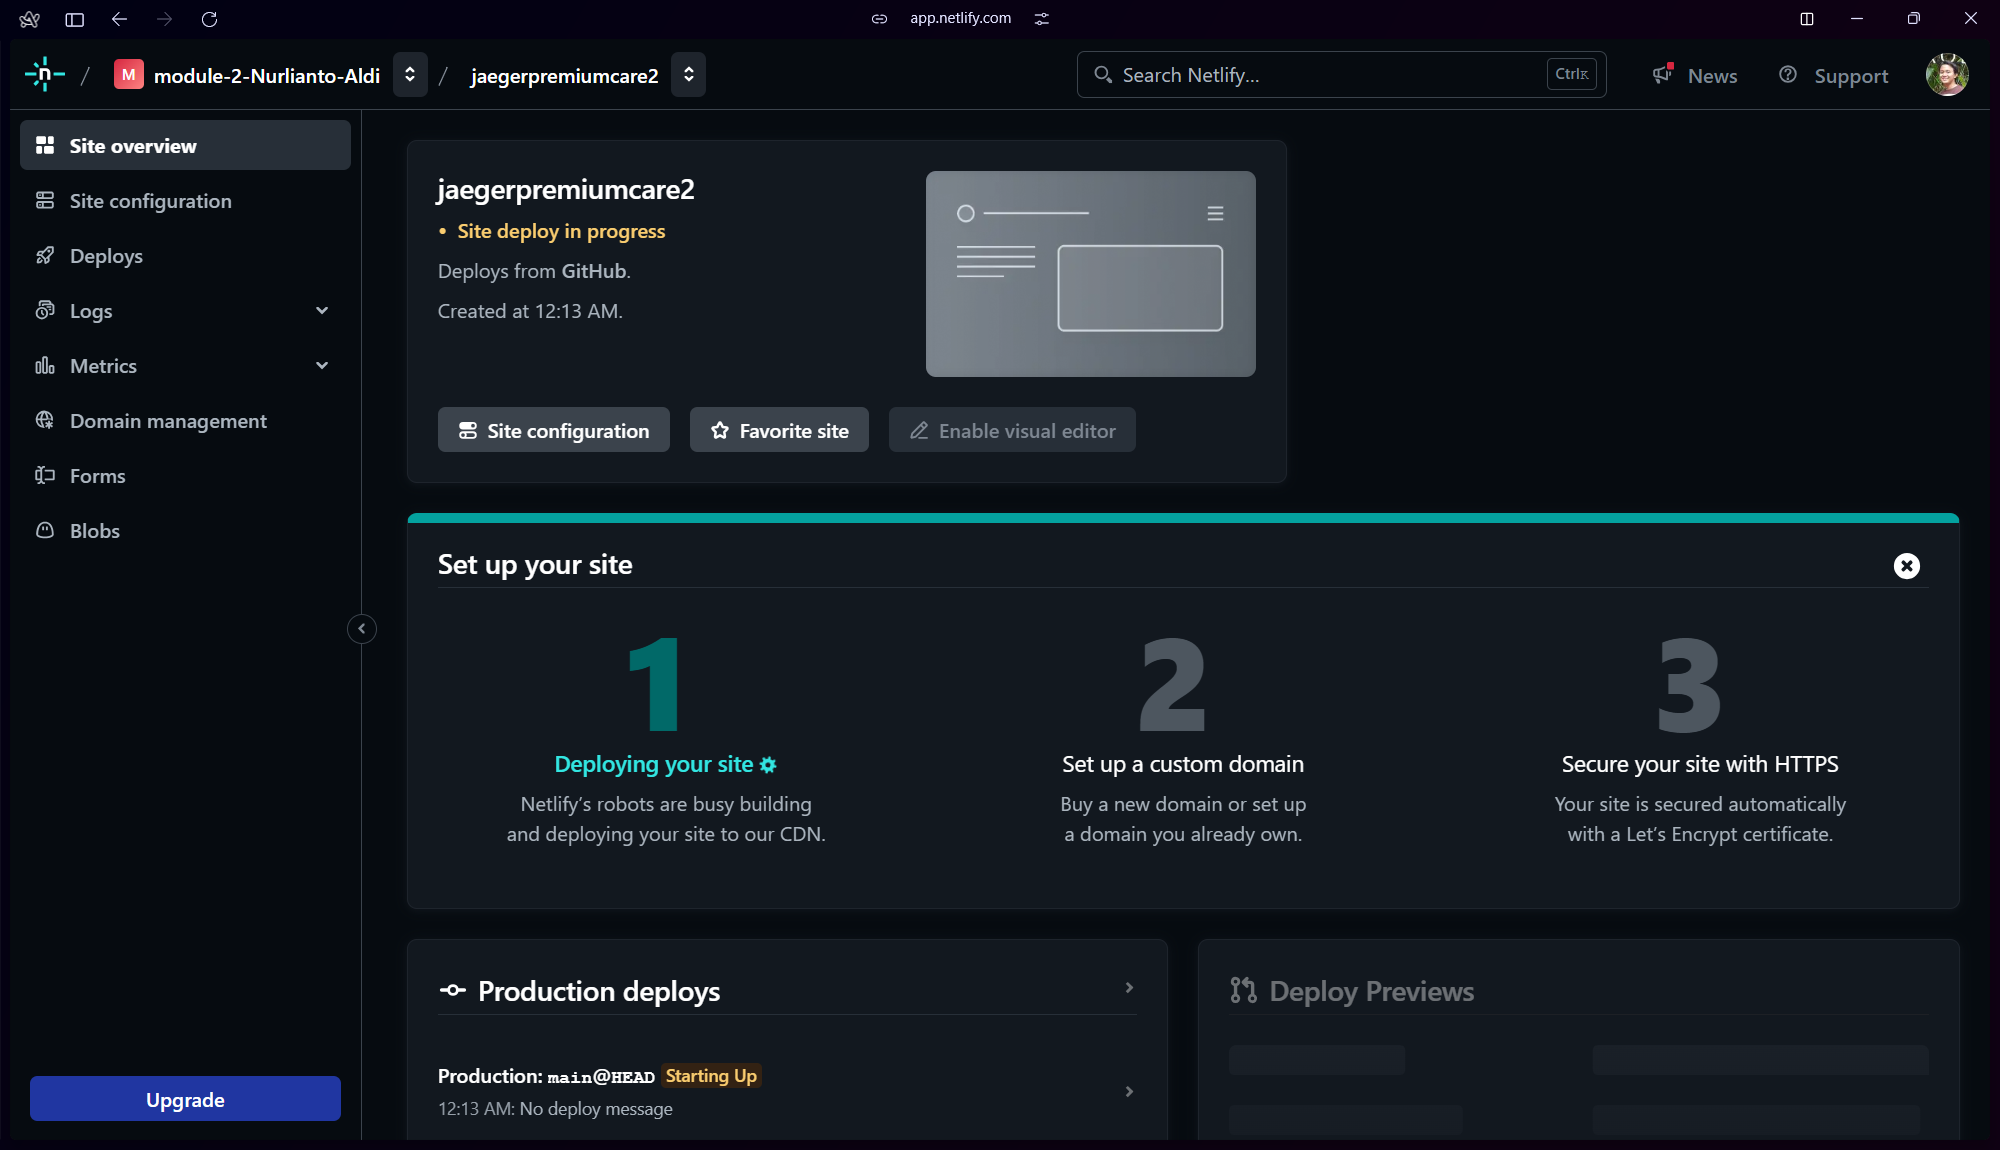 app.netlify.com
n / M module-2-Nurlianto-Aldi / jaegerpremiumcare2
Search Netlify...
CtrlK
News
Support
Site overview
Site configuration
Deploys
Logs
Metrics
Domain management
Forms
Blobs
Upgrade
jaegerpremiumcare2
• Site deploy in progress
Deploys from GitHub.
Created at 12:13 AM.
Site configuration
Favorite site
Enable visual editor
Set up your site
1
Deploying your site
Netlify’s robots are busy building
and deploying your site to our CDN.
2
Set up a custom domain
Buy a new domain or set up
a domain you already own.
3
Secure your site with HTTPS
Your site is secured automatically
with a Let’s Encrypt certificate.
Production deploys
Production: main@HEAD Starting Up
12:13 AM: No deploy message
Deploy Previews